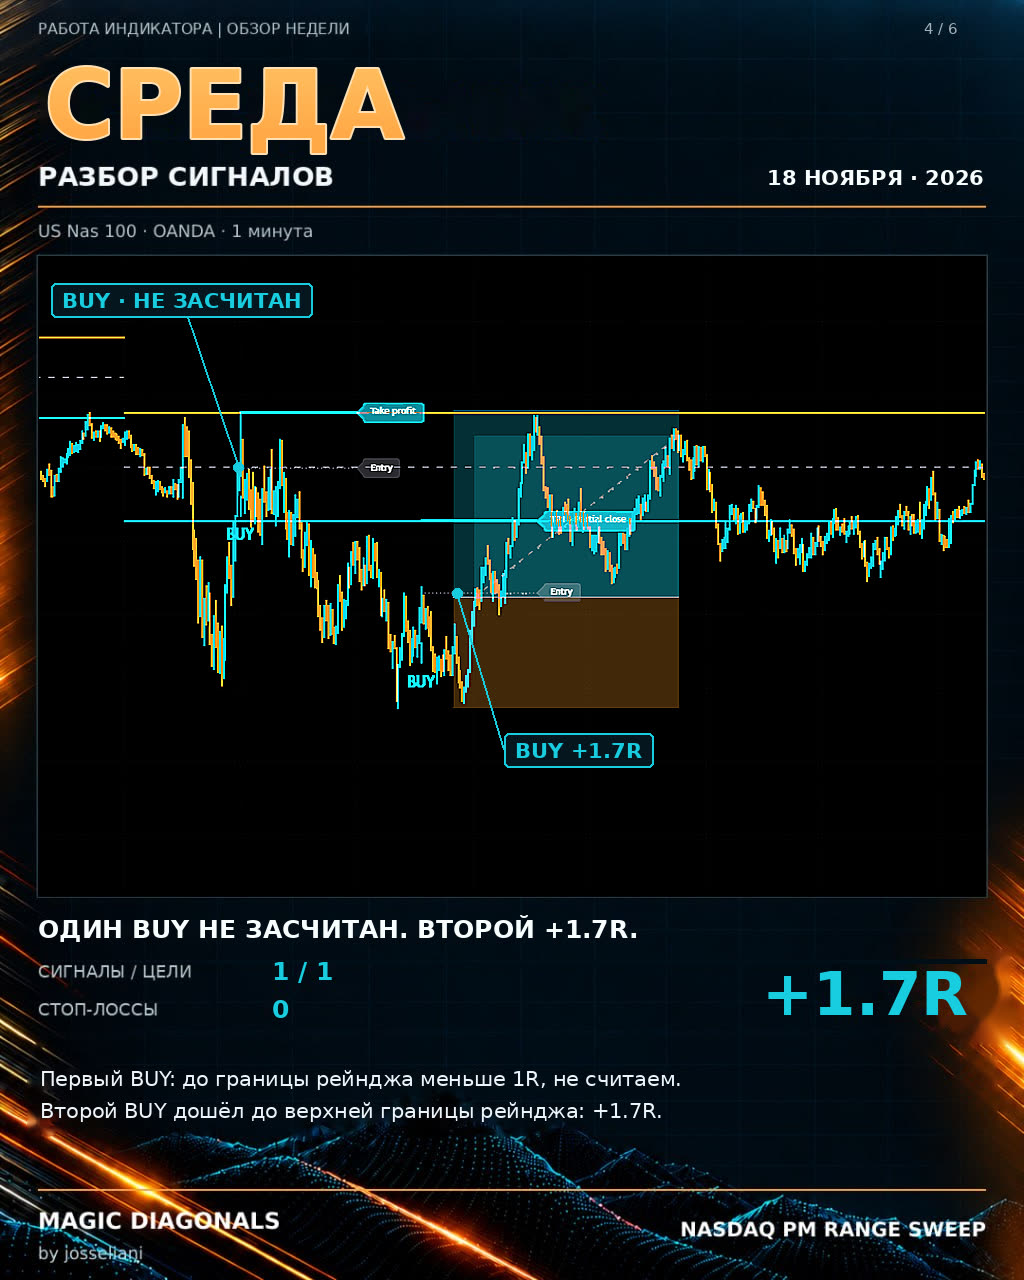 РАБОТА ИНДИКАТОРА | ОБЗОР НЕДЕЛИ
4 / 6
СРЕДА
РАЗБОР СИГНАЛОВ
18 НОЯБРЯ · 2026
US Nas 100 · OANDA · 1 минута
BUY · НЕ ЗАСЧИТАН
Take profit
Entry
BUY
close
Entry
BUY
BUY +1.7R
ОДИН BUY НЕ ЗАСЧИТАН. ВТОРОЙ +1.7R.
СИГНАЛЫ / ЦЕЛИ 1 / 1
СТОП-ЛОССЫ 0
+1.7R
Первый BUY: до границы рейнджа меньше 1R, не считаем.
Второй BUY дошёл до верхней границы рейнджа: +1.7R.
MAGIC DIAGONALS
by jossellani
NASDAQ PM RANGE SWEEP